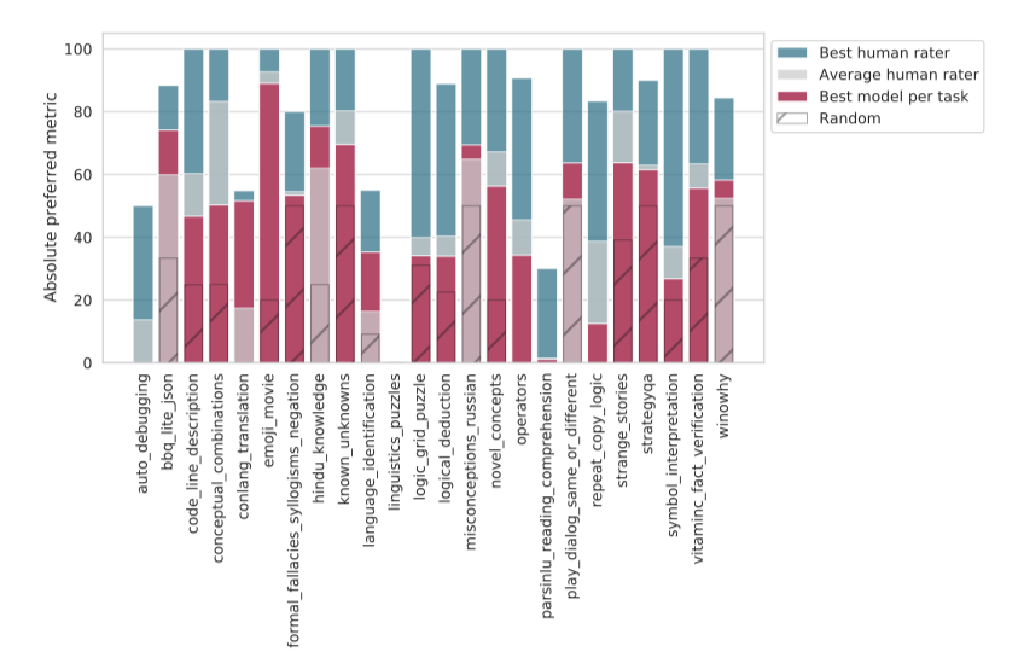 100
80
60
40
20
0
Absolute preferred metric
Best human rater
Average human rater
Best model per task
Random
auto_debugging
bbq_lite_json
code_line_description
conceptual_combinations
conlang_translation
emoji_movie
formal_fallacies_syllogisms_negation
hindu_knowledge
known_unknowns
language_identification
linguistics_puzzles
logic_grid_puzzle
logical_deduction
misconceptions_russian
novel_concepts
operators
parsinlu_reading_comprehension
play_dialog_same_or_different
repeat_copy_logic
strange_stories
strategyqa
symbol_interpretation
vitaminc_fact_verification
winowhy